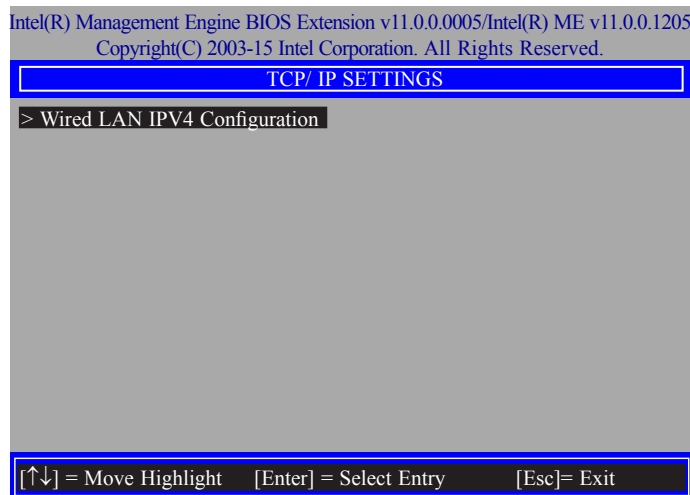 Intel(R) Management Engine BIOS Extension v11.0.0.0005/Intel(R) ME v11.0.0.1205
Copyright(C) 2003-15 Intel Corporation. All Rights Reserved.
TCP/ IP SETTINGS
> Wired LAN IPV4 Configuration
[↑↓] = Move Highlight [Enter] = Select Entry [Esc]= Exit